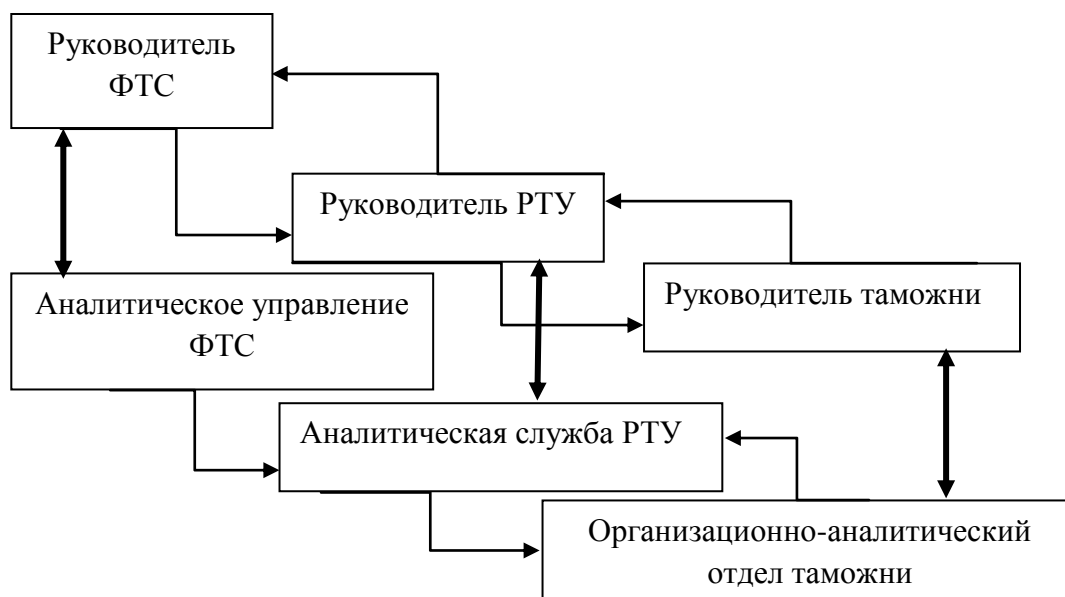 Руководитель
ФТС
Руководитель РТУ
Руководитель таможни
Аналитическое управление
ФТС
Аналитическая служба РТУ
Организационно-аналитический
отдел таможни